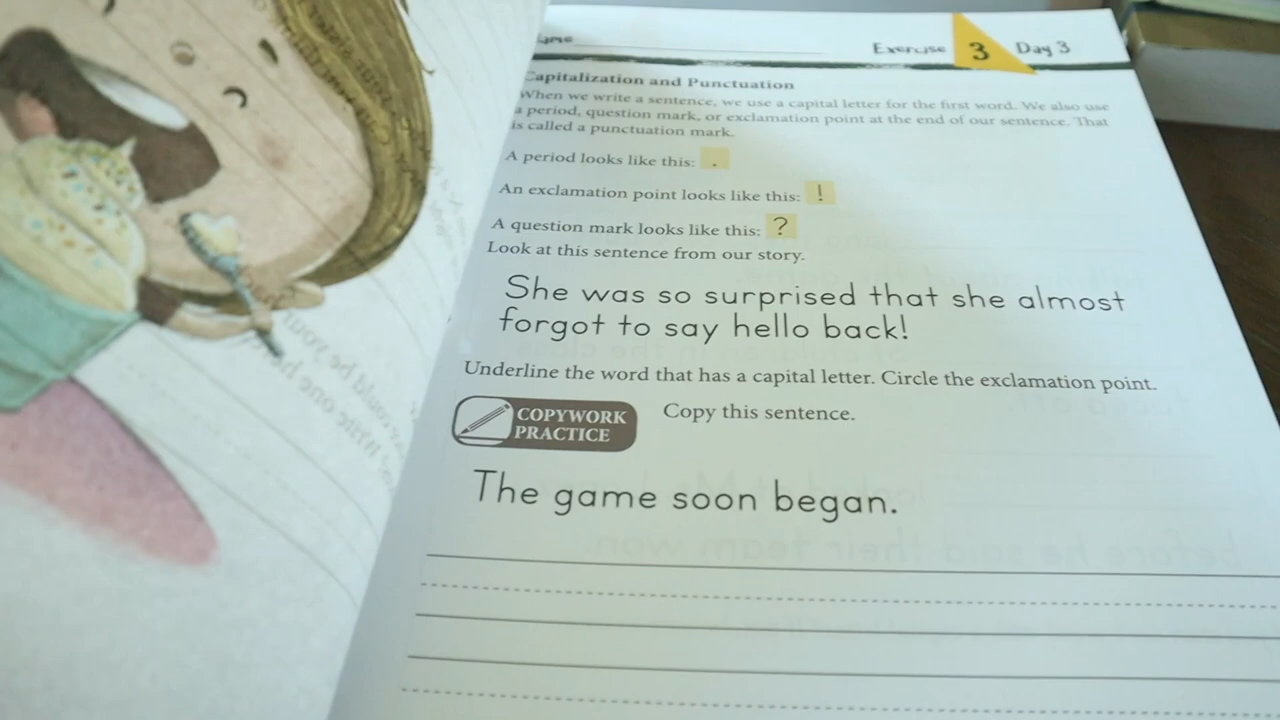 Exercise 3 Day 3
Capitalization and Punctuation
When we write a sentence, we use a capital letter for the first word. We also use
a period, question mark, or exclamation point at the end of our sentence. That
is called a punctuation mark.
A period looks like this: .
An exclamation point looks like this: !
A question mark looks like this: ?
Look at this sentence from our story.
She was so surprised that she almost
forgot to say hello back!
Underline the word that has a capital letter. Circle the exclamation point.
COPYWORK
PRACTICE
Copy this sentence.
The game soon began.